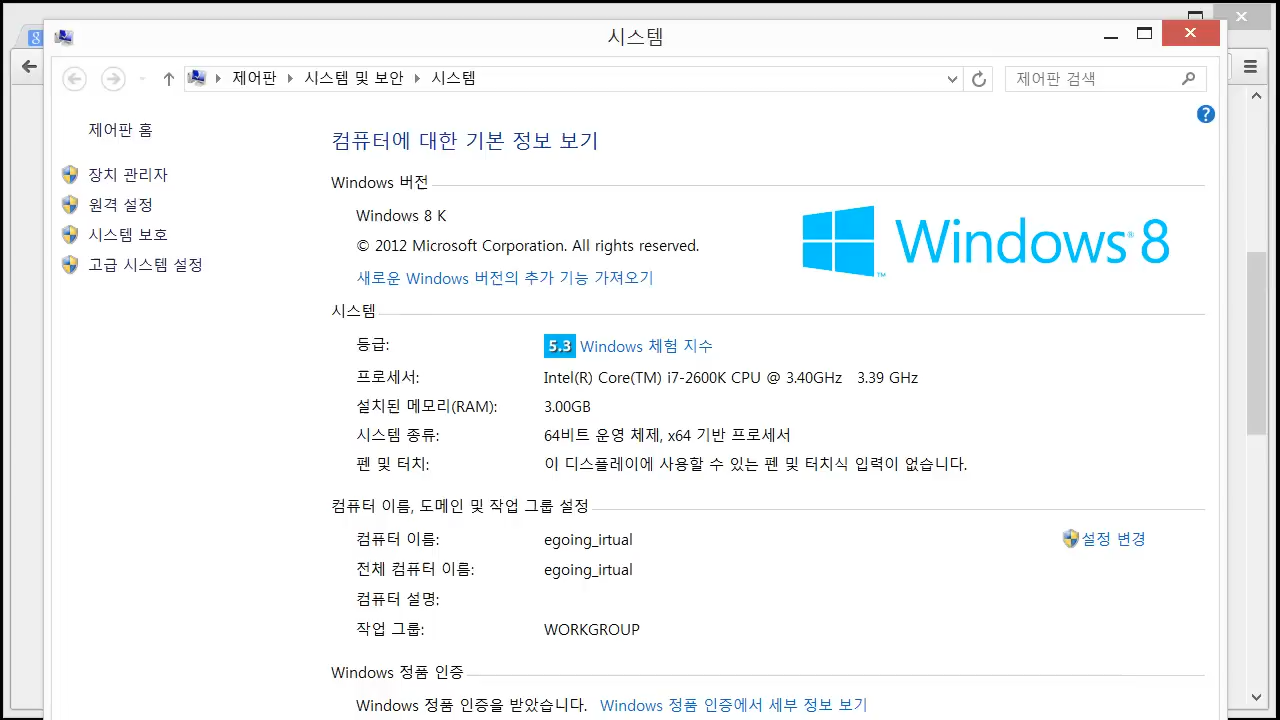 시스템
제어판 시스템 및 보안 시스템
제어판 검색
제어판 홈
장치 관리자
원격 설정
시스템 보호
고급 시스템 설정
컴퓨터에 대한 기본 정보 보기
Windows 버전
Windows 8 K
© 2012 Microsoft Corporation. All rights reserved.
새로운 Windows 버전의 추가 기능 가져오기
Windows® 8
시스템
등급: 5.3 Windows 체험 지수
프로세서: Intel(R) Core(TM) i7-2600K CPU @ 3.40GHz 3.39 GHz
설치된 메모리(RAM): 3.00GB
시스템 종류: 64비트 운영 체제, x64 기반 프로세서
펜 및 터치: 이 디스플레이에 사용할 수 있는 펜 및 터치식 입력이 없습니다.
컴퓨터 이름, 도메인 및 작업 그룹 설정
컴퓨터 이름: egoing_irtual 설정 변경
전체 컴퓨터 이름: egoing_irtual
컴퓨터 설명:
작업 그룹: WORKGROUP
Windows 정품 인증
Windows 정품 인증을 받았습니다. Windows 정품 인증에서 세부 정보 보기